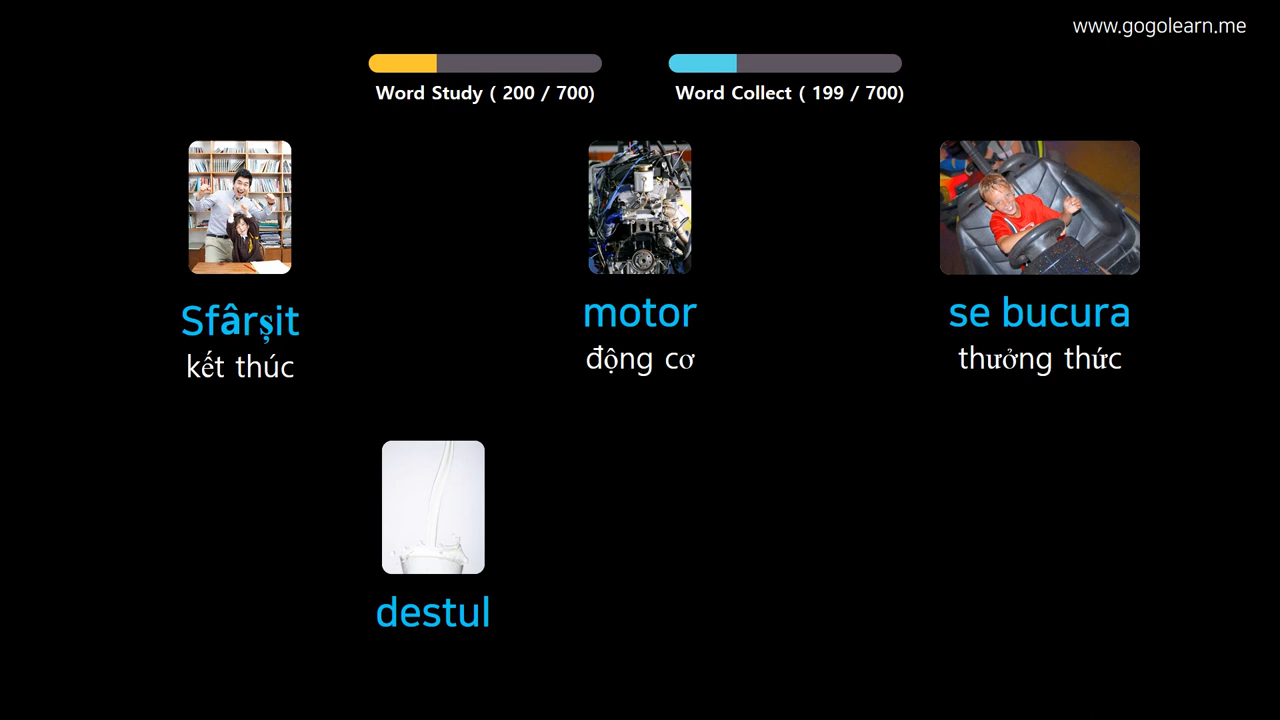 www.gogolearn.me
Word Study ( 200 / 700)
Word Collect ( 199 / 700)
Sfârșit
kết thúc
motor
động cơ
se bucura
thưởng thức
destul